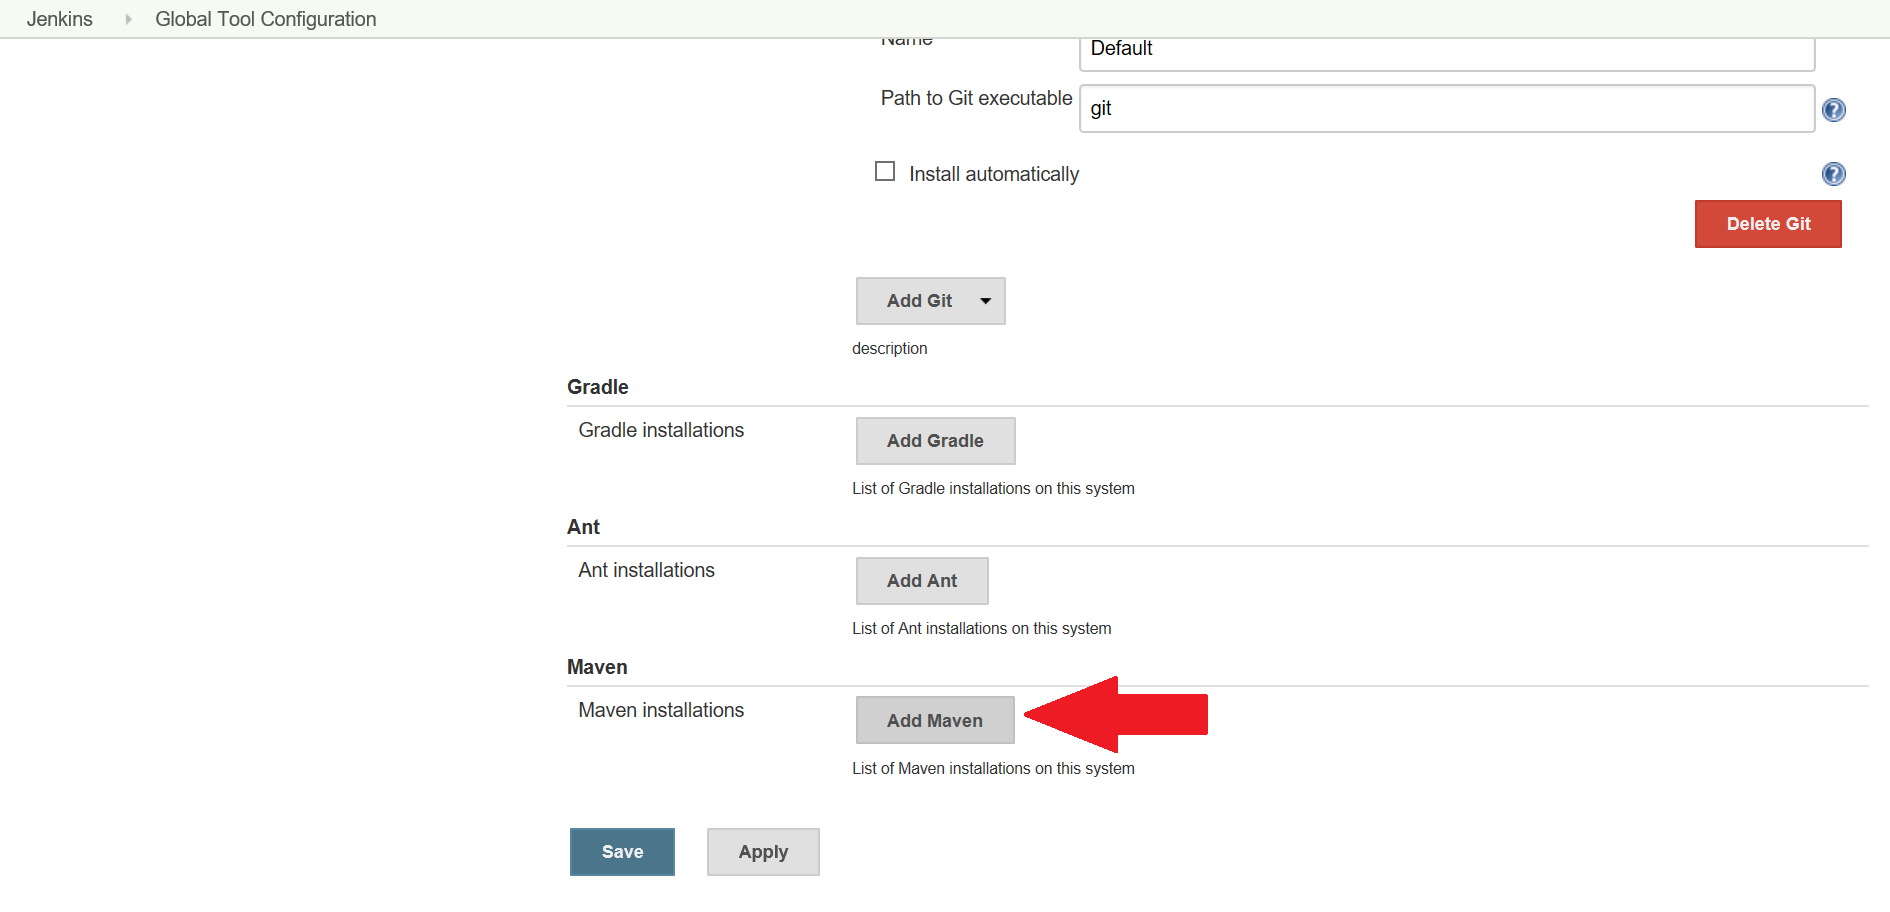 Jenkins Global Tool Configuration
Name Default
Path to Git executable git
Install automatically
Delete Git
Add Git
description
Gradle
Gradle installations Add Gradle
List of Gradle installations on this system
Ant
Ant installations Add Ant
List of Ant installations on this system
Maven
Maven installations Add Maven
List of Maven installations on this system
Save Apply